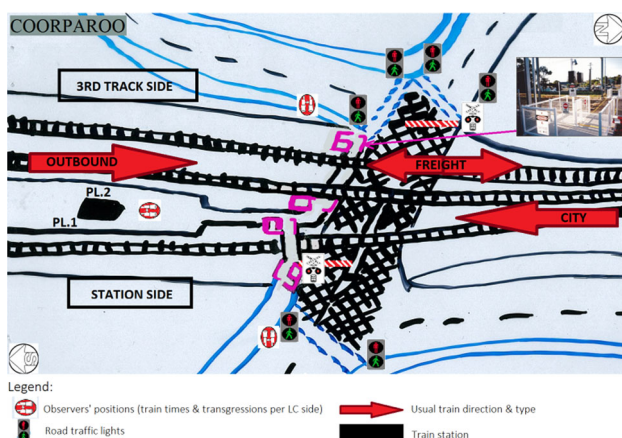 COORPAROO
3RD TRACK SIDE
OUTBOUND
FREIGHT
PL.2
PL.1
CITY
STATION SIDE
Legend:
Observers' positions (train times & transgressions per LC side)
Usual train direction & type
Road traffic lights
Train station